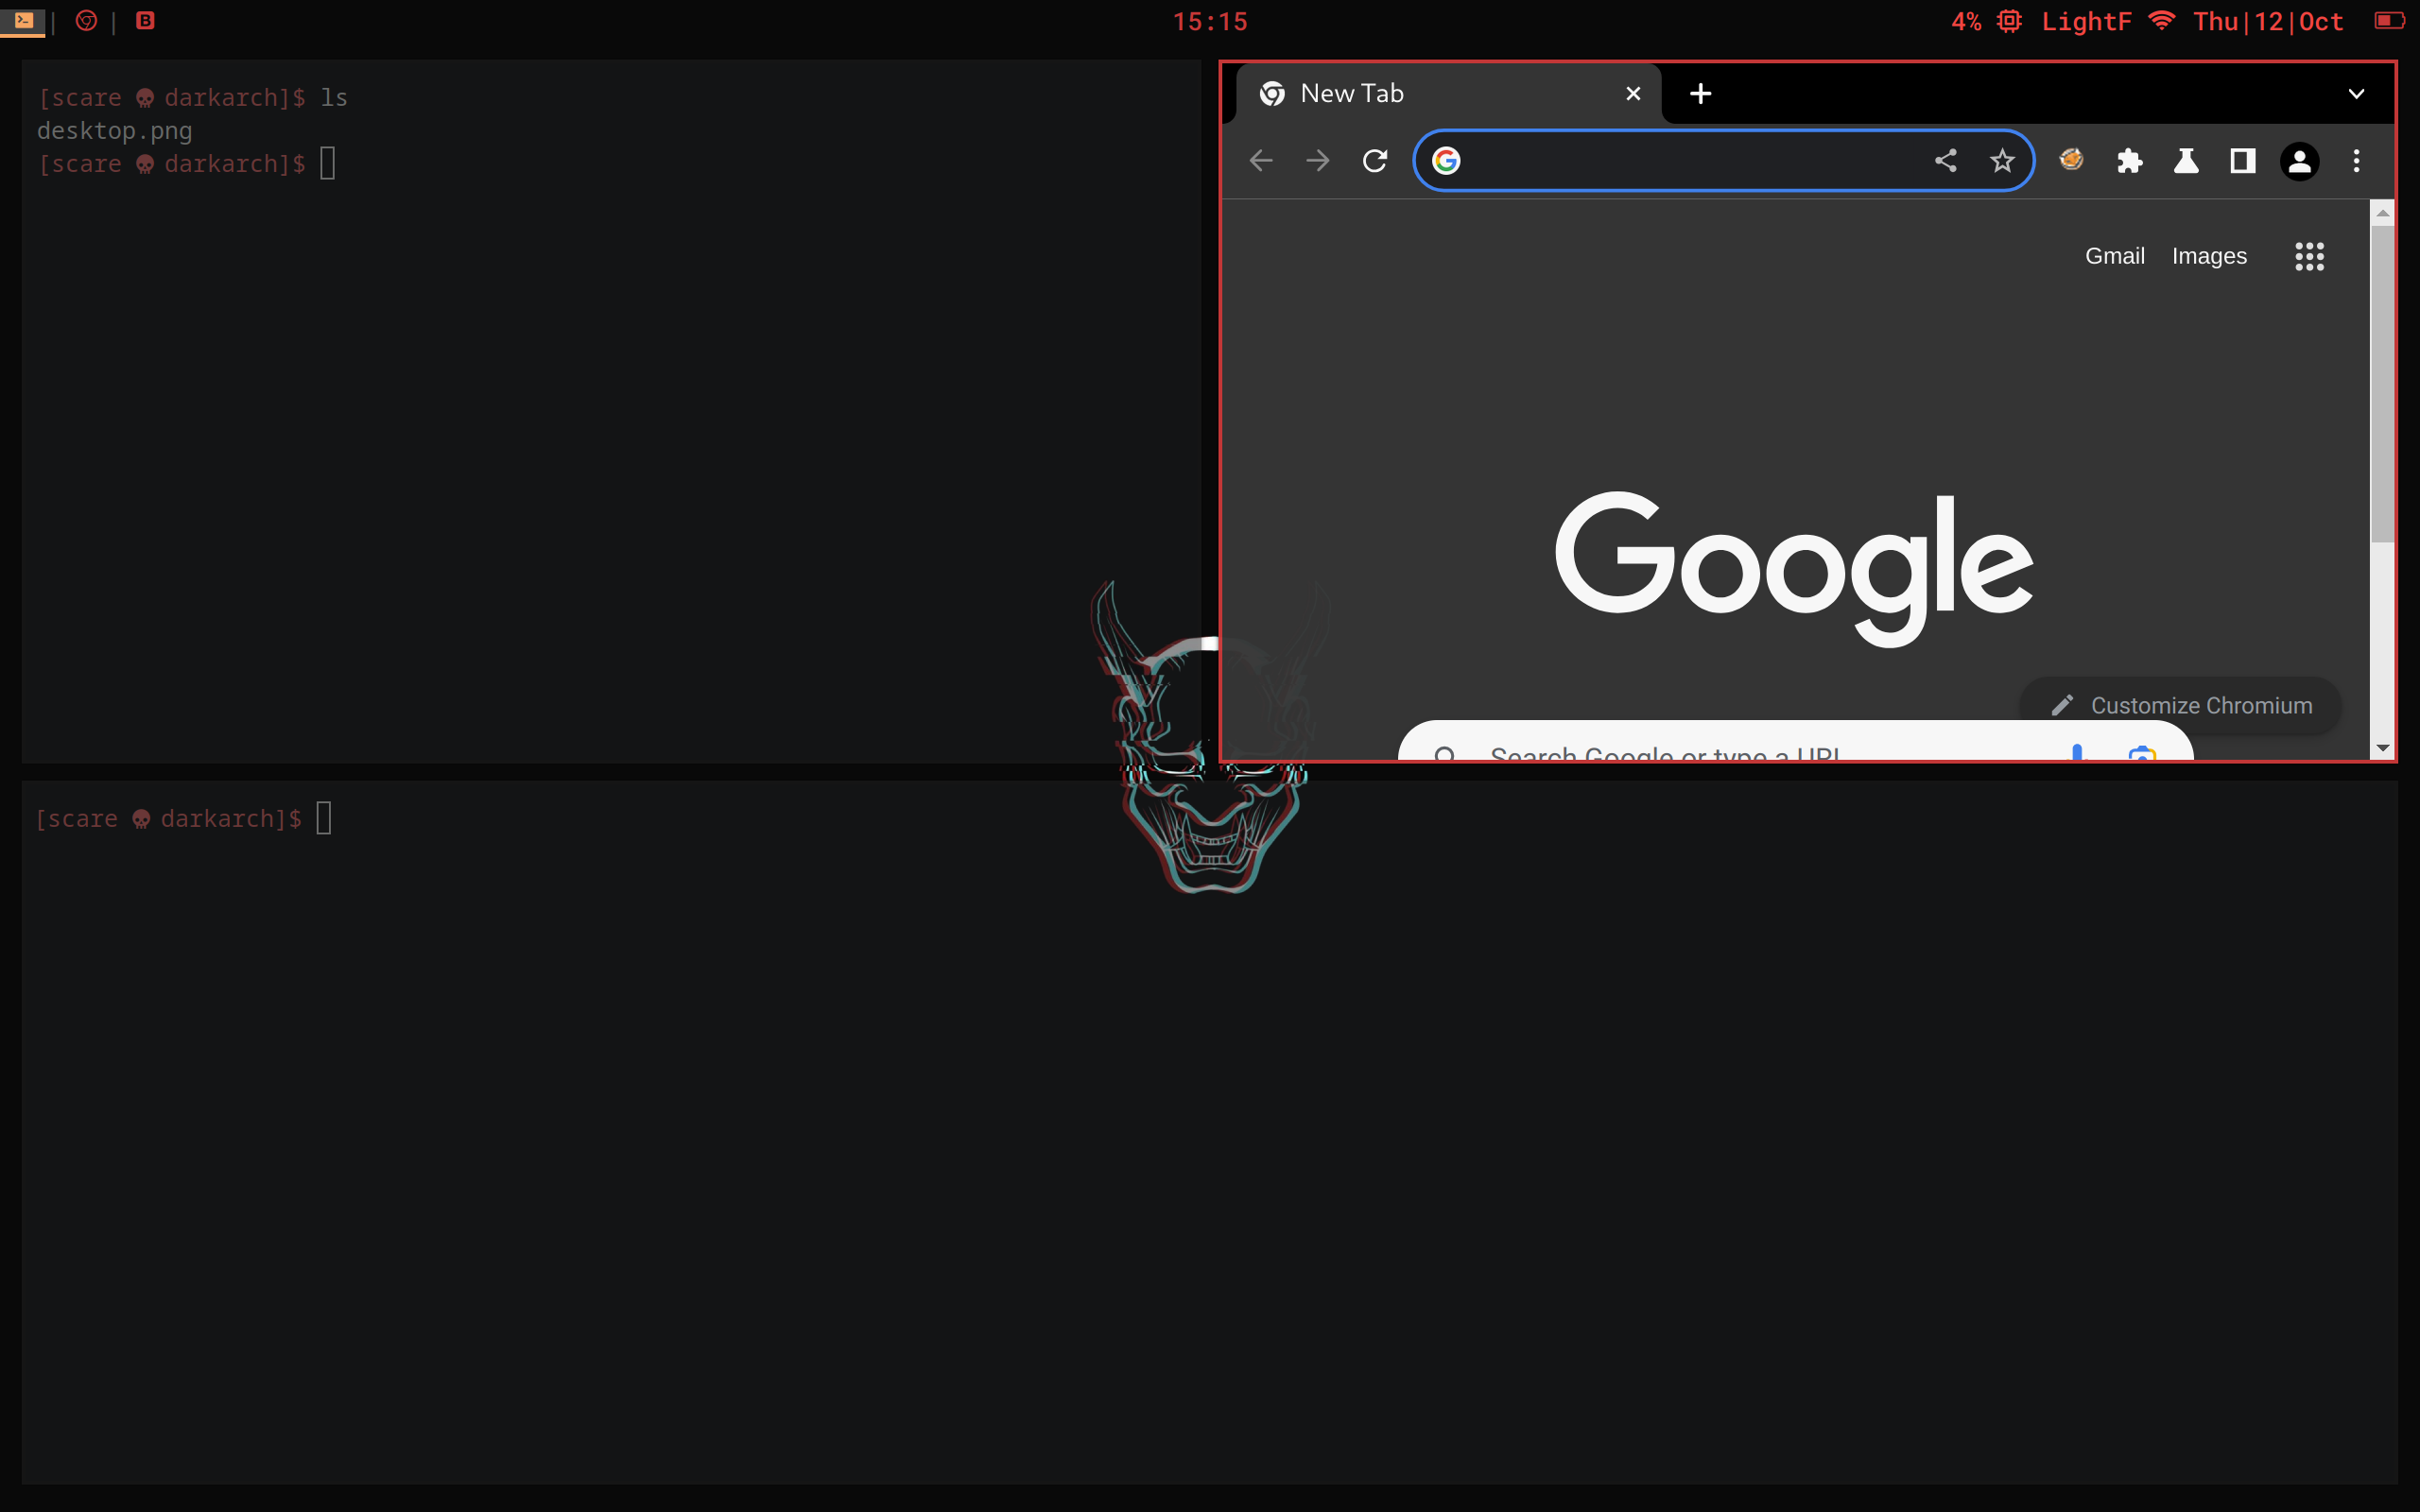 15:15
4% LightF Thu|12|Oct
[scare darkarch]$ ls
desktop.png
[scare darkarch]$
New Tab
Gmail Images
Google
Customize Chromium
Search Google or type a URL
[scare darkarch]$